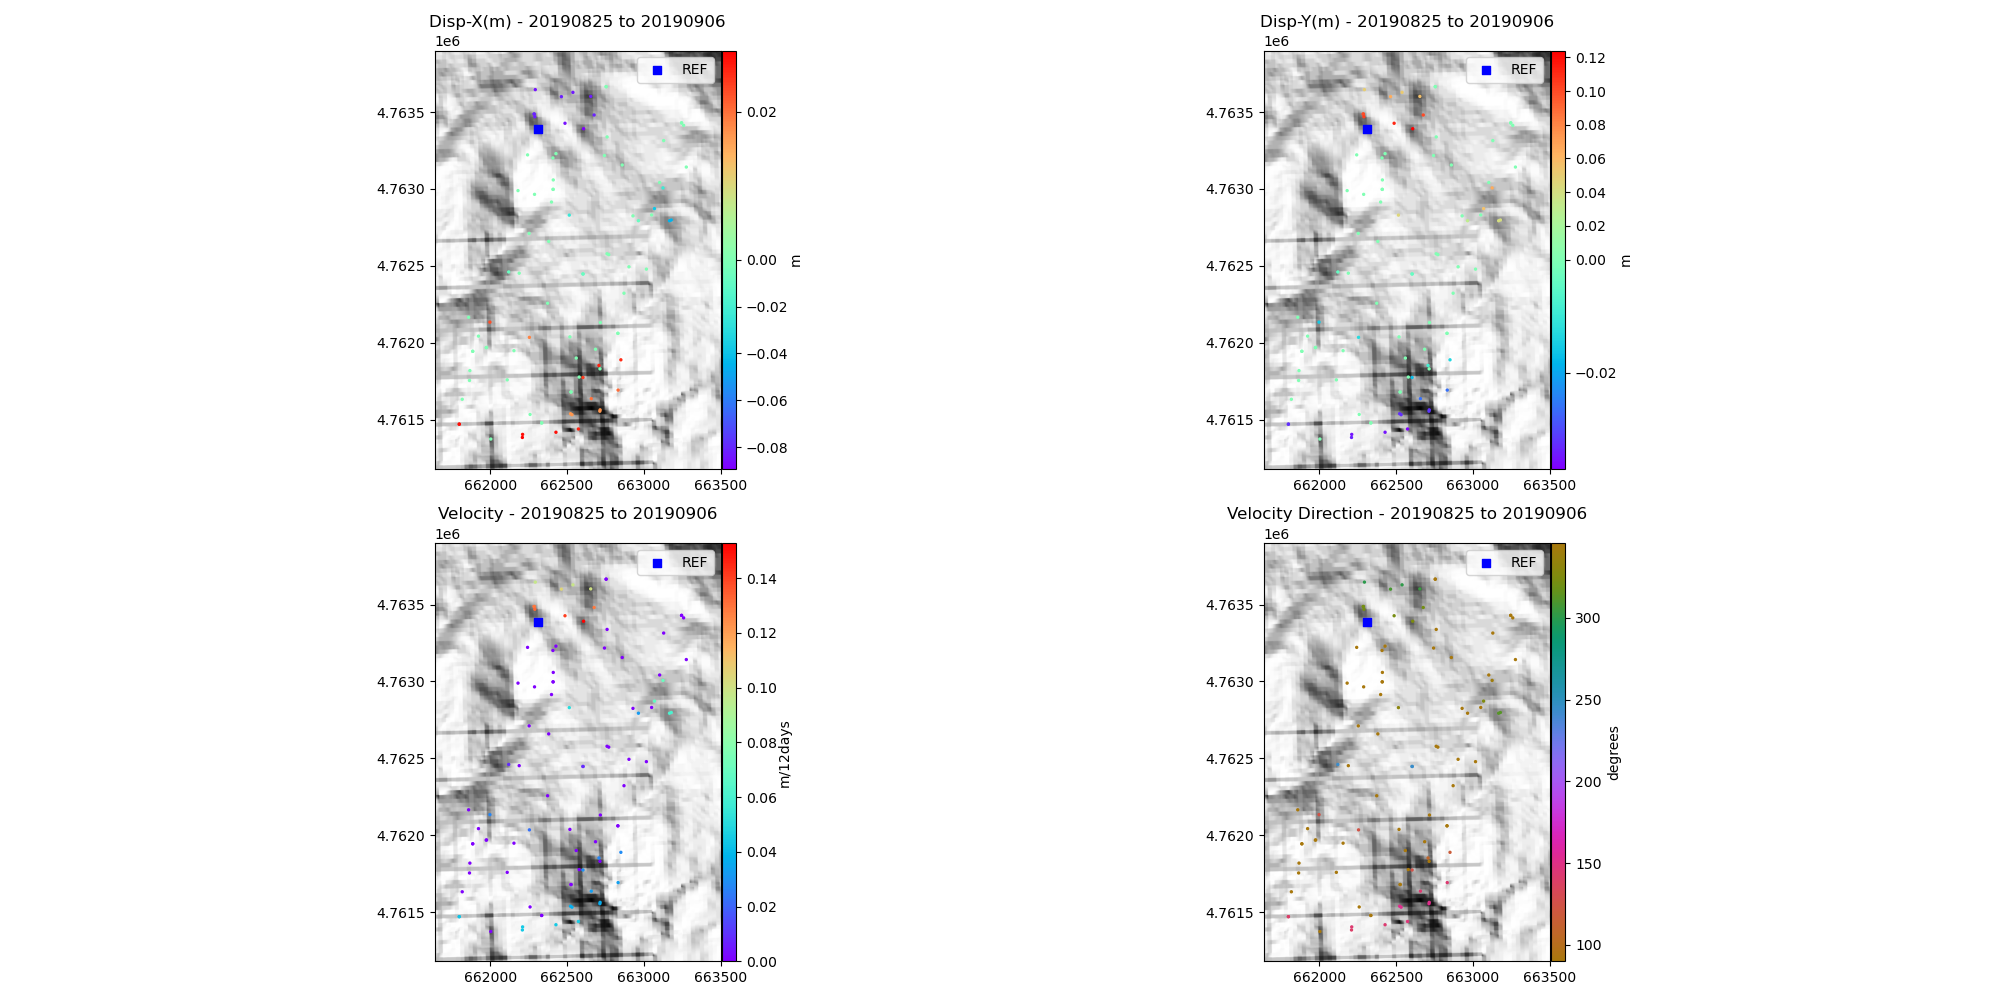 Disp-X(m) - 20190825 to 20190906
1e6
REF
4.7635
4.7630
4.7625
4.7620
4.7615
662000 662500 663000 663500
0.02
0.00
−0.02
−0.04
−0.06
−0.08
m
Disp-Y(m) - 20190825 to 20190906
1e6
REF
4.7635
4.7630
4.7625
4.7620
4.7615
662000 662500 663000 663500
0.12
0.10
0.08
0.06
0.04
0.02
0.00
−0.02
m
Velocity - 20190825 to 20190906
1e6
REF
4.7635
4.7630
4.7625
4.7620
4.7615
662000 662500 663000 663500
0.14
0.12
0.10
0.08
0.06
0.04
0.02
0.00
m/12days
Velocity Direction - 20190825 to 20190906
1e6
REF
4.7635
4.7630
4.7625
4.7620
4.7615
662000 662500 663000 663500
300
250
200
150
100
degrees